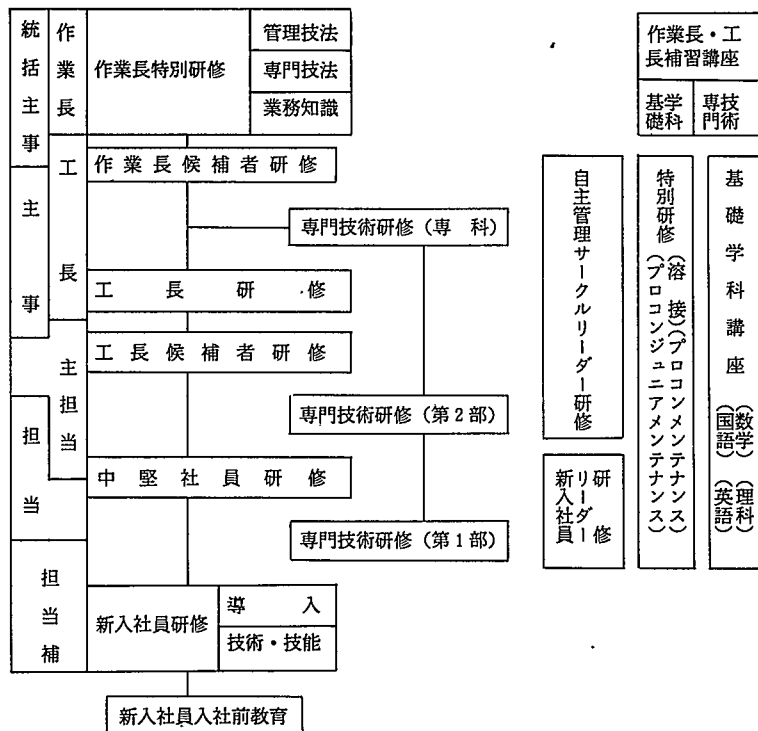 統括主事
作業長
作業長特別研修
管理技法
専門技法
業務知識
工長
作業長候補者研修
主事
専門技術研修（専科）
工長研修
工長候補者研修
主担当
専門技術研修（第2部）
担当
中堅社員研修
専門技術研修（第1部）
担当補
新入社員研修
導入
技術・技能
新入社員入社前教育
作業長・工
長補習講座
基礎
学科
専門
技術
自主管理サークルリーダー研修
新入社員
リーダー
研修
特別研修
（溶接）（プロコンメンテナンス）
（プロコンジュニアメンテナンス）
基礎学科講座
（数学）（理科）
（国語）（英語）